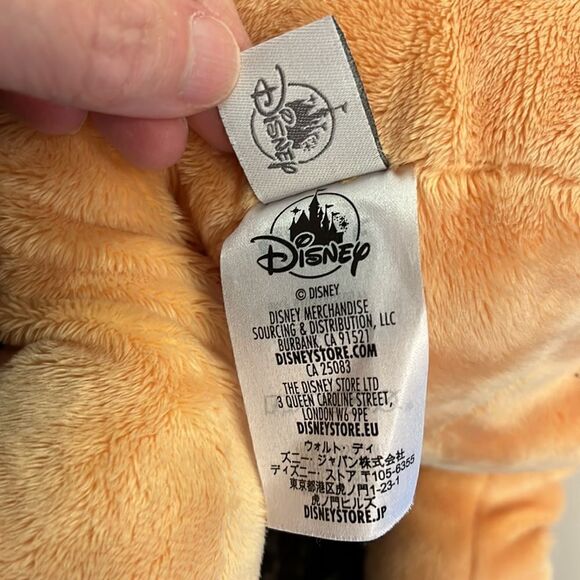 Disney
Disney
© DISNEY
DISNEY MERCHANDISE
SOURCING & DISTRIBUTION, LLC
BURBANK, CA 91521
DISNEYSTORE.COM
CA 25083
THE DISNEY STORE LTD
3 QUEEN CAROLINE STREET,
LONDON W6 9PE
DISNEYSTORE.EU
ウォルト・ディ
ズニー・ジャパン株式会社
ディズニー・ストア 〒105-6355
東京都港区虎ノ門1-23-1
虎ノ門ヒルズ
DISNEYSTORE.JP